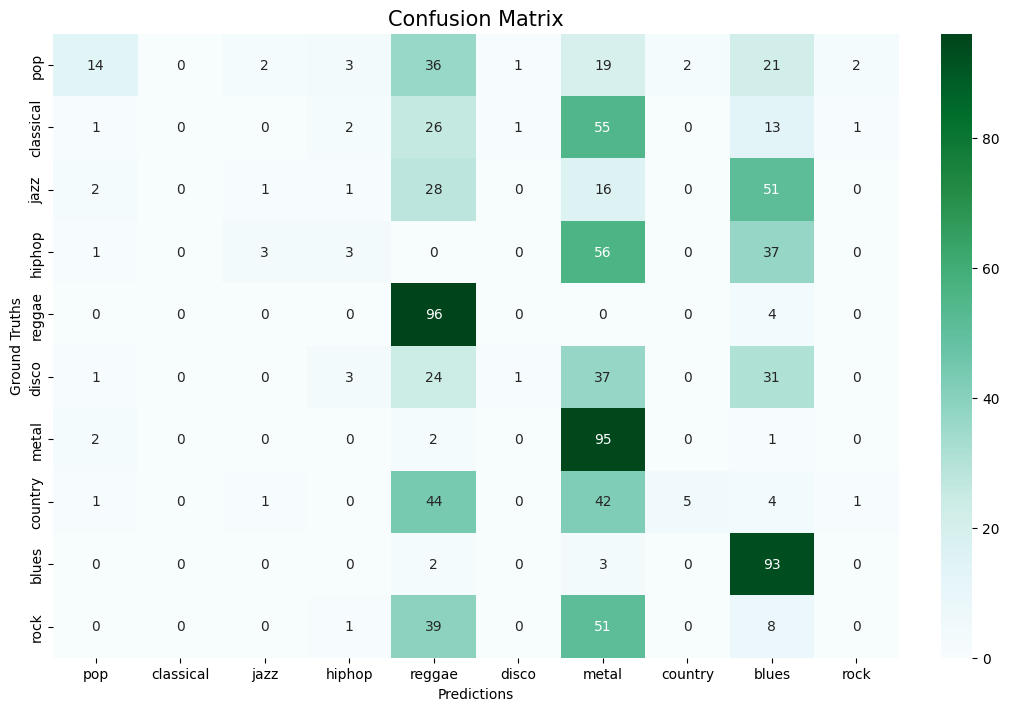 Confusion Matrix
Ground Truths
pop 14 0 2 3 36 1 19 2 21 2
classical 1 0 0 2 26 1 55 0 13 1
jazz 2 0 1 1 28 0 16 0 51 0
hiphop 1 0 3 3 0 0 56 0 37 0
reggae 0 0 0 0 96 0 0 0 4 0
disco 1 0 0 3 24 1 37 0 31 0
metal 2 0 0 0 2 0 95 0 1 0
country 1 0 1 0 44 0 42 5 4 1
blues 0 0 0 0 2 0 3 0 93 0
rock 0 0 0 1 39 0 51 0 8 0
pop classical jazz hiphop reggae disco metal country blues rock
Predictions
80
60
40
20
0